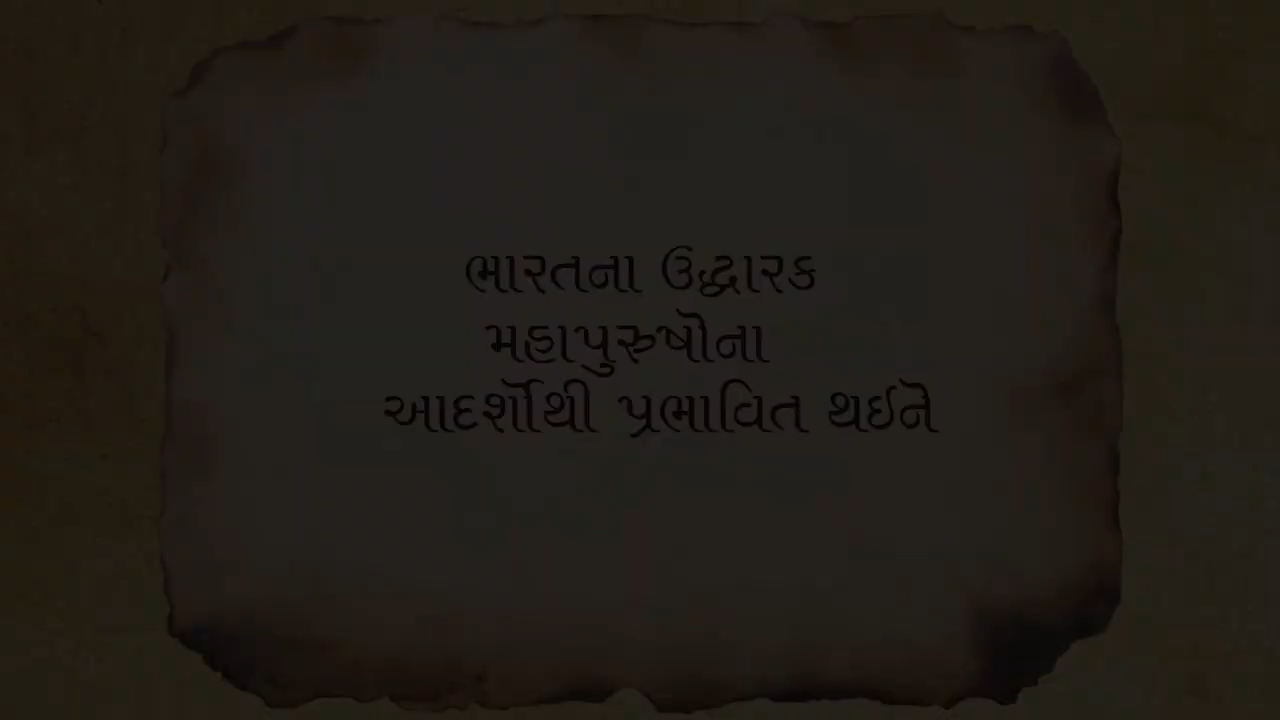 ભારતના ઉદ્ધારક
મહાપુરુષોના
આદર્શોથી પ્રભાવિત થઈને